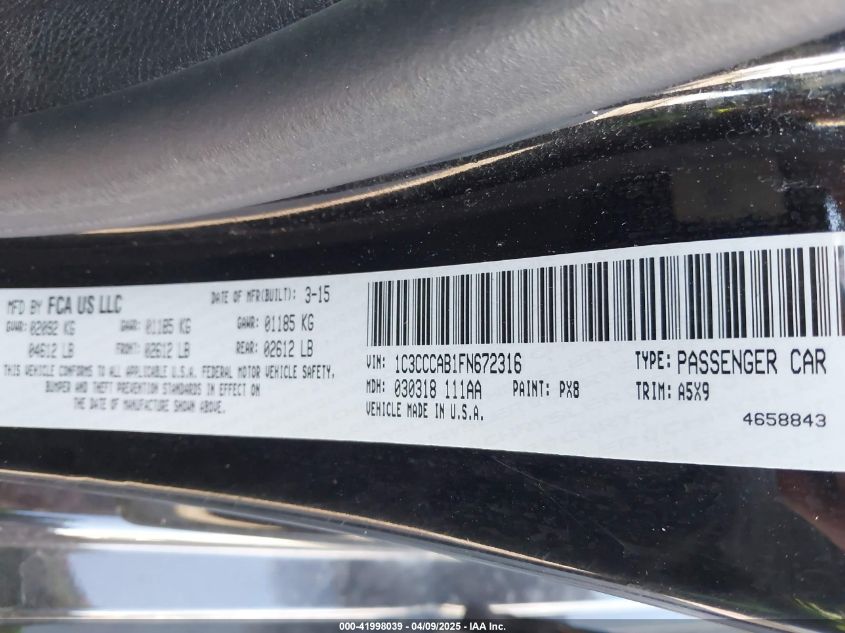 MFD BY FCA US LLC DATE OF MFR(BUILT): 3-15
GVWR: 02092 KG GAWR: 01185 KG GAWR: 01185 KG
04612 LB FRONT: 02612 LB REAR: 02612 LB
THIS VEHICLE CONFORMS TO ALL APPLICABLE U.S.A. FEDERAL MOTOR VEHICLE SAFETY,
BUMPER AND THEFT PREVENTION STANDARDS IN EFFECT ON
THE DATE OF MANUFACTURE SHOWN ABOVE.
VIN: 1C3CCCAB1FN672316 TYPE: PASSENGER CAR
MDH: 030318 111AA PAINT: PX8 TRIM: A5X9
VEHICLE MADE IN U.S.A.
4658843
000-41998039 - 04/09/2025 - IAA Inc.